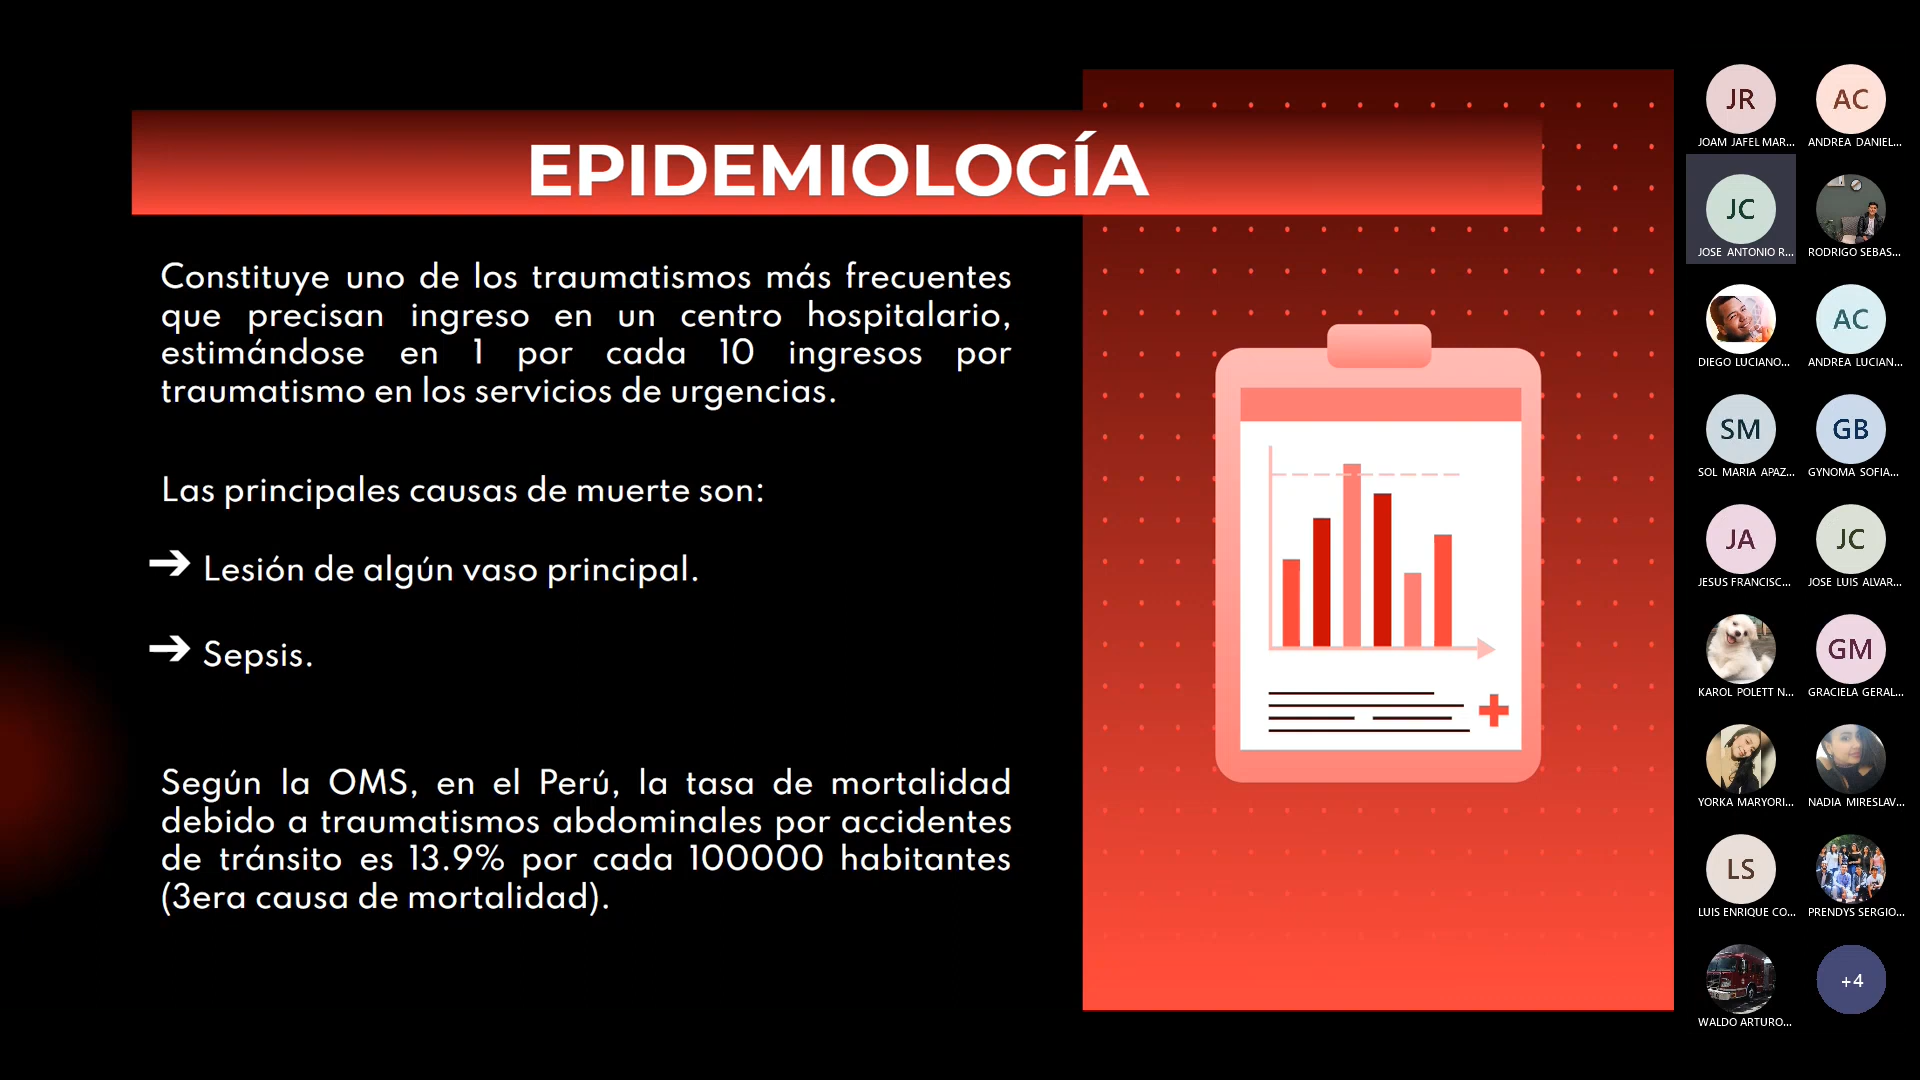 EPIDEMIOLOGÍA
Constituye uno de los traumatismos más frecuentes
que precisan ingreso en un centro hospitalario,
estimándose en 1 por cada 10 ingresos por
traumatismo en los servicios de urgencias.
Las principales causas de muerte son:
➔ Lesión de algún vaso principal.
➔ Sepsis.
Según la OMS, en el Perú, la tasa de mortalidad
debido a traumatismos abdominales por accidentes
de tránsito es 13.9% por cada 100000 habitantes
(3era causa de mortalidad).
JR
JOAM JAFEL MAR...
AC
ANDREA DANIEL...
JC
JOSE ANTONIO R...
RODRIGO SEBAS...
DIEGO LUCIANO...
AC
ANDREA LUCIAN...
SM
SOL MARIA APAZ...
GB
GYNOMA SOFIA...
JA
JESUS FRANCISC...
JC
JOSE LUIS ALVAR...
KAROL POLETT N...
GM
GRACIELA GERAL...
YORKA MARYORI...
NADIA MIRESLAV...
LS
LUIS ENRIQUE CO...
PRENDYS SERGIO...
WALDO ARTURO...
+4